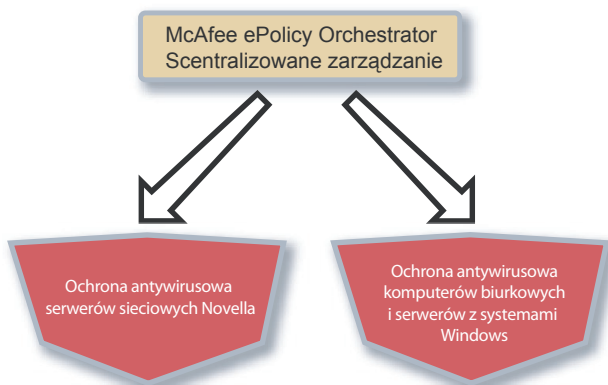 McAfee ePolicy Orchestrator
Scentralizowane zarządzanie
Ochrona antywirusowa
serwerów sieciowych Novella
Ochrona antywirusowa
komputerów biurkowych
i serwerów z systemami
Windows